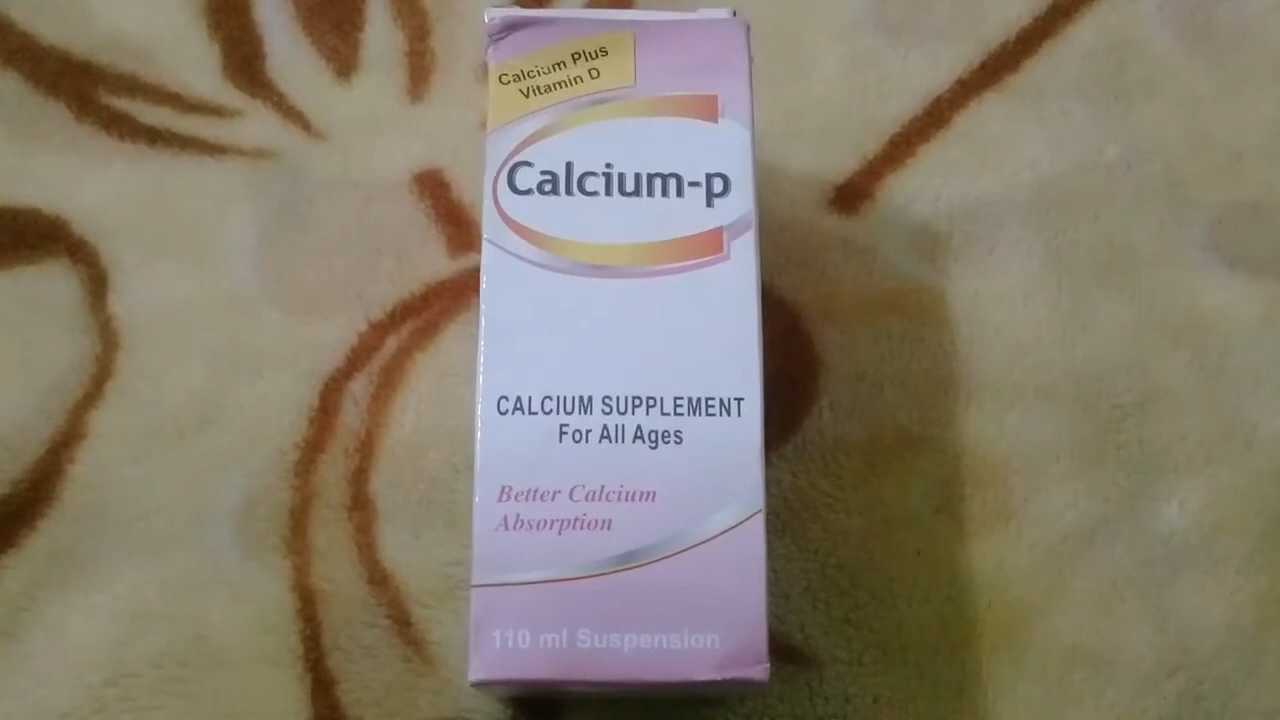 Calcium Plus
Vitamin D
Calcium-p
CALCIUM SUPPLEMENT
For All Ages
Better Calcium
Absorption
110 ml Suspension